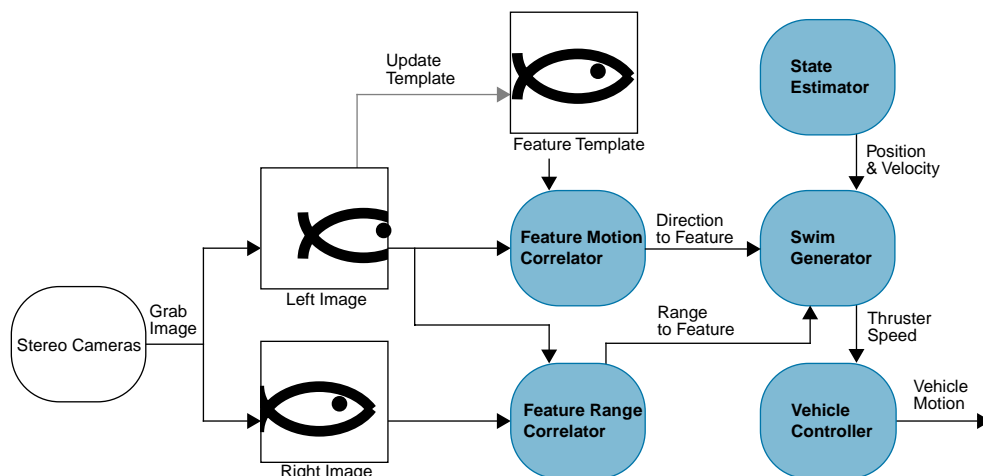 Update
Template
Feature Template
State
Estimator
Position
& Velocity
Feature Motion
Correlator
Direction
to Feature
Swim
Generator
Left Image
Grab
Image
Stereo Cameras
Range
to Feature
Thruster
Speed
Feature Range
Correlator
Vehicle
Controller
Vehicle
Motion
Right Image